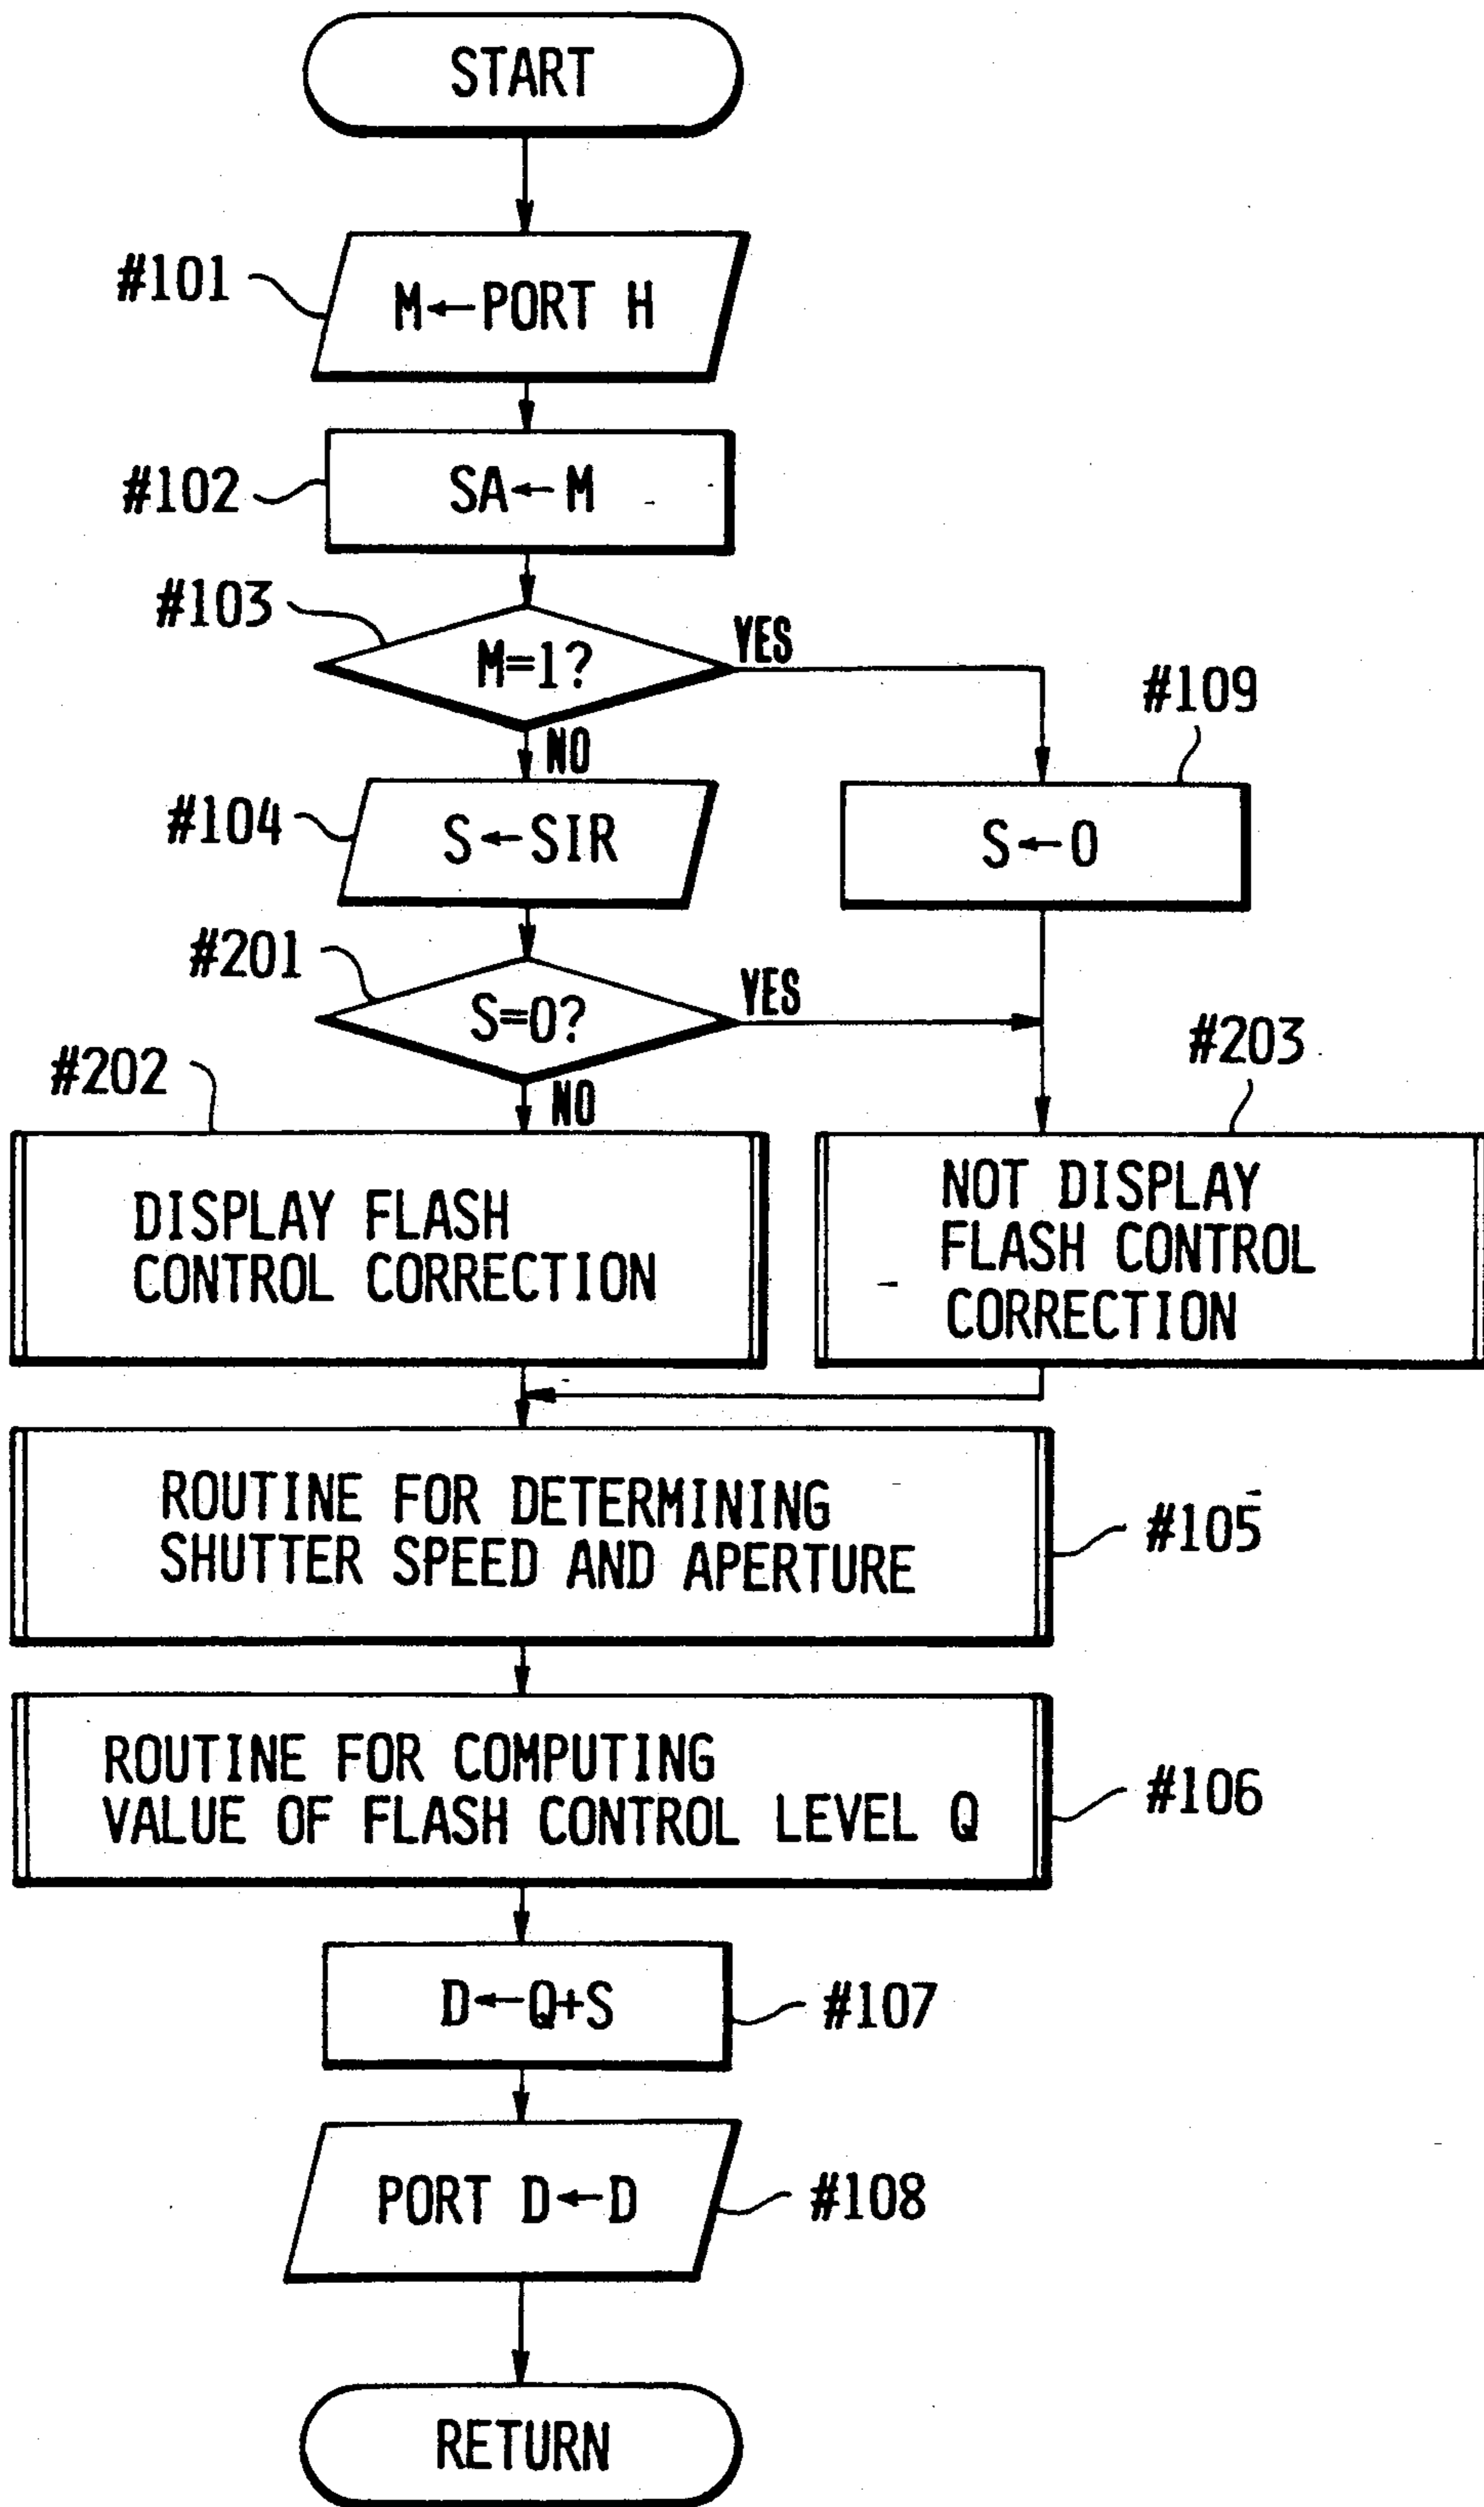 START
#101
M←PORT H
#102
SA←M
#103
M=1?
YES
NO
#109
#104
S←SIR
S←0
#201
S=0?
YES
NO
#202
#203
DISPLAY FLASH
CONTROL CORRECTION
NOT DISPLAY
FLASH CONTROL
CORRECTION
ROUTINE FOR DETERMINING
SHUTTER SPEED AND APERTURE
#105
ROUTINE FOR COMPUTING
VALUE OF FLASH CONTROL LEVEL Q
#106
D←Q+S
#107
PORT D←D
#108
RETURN